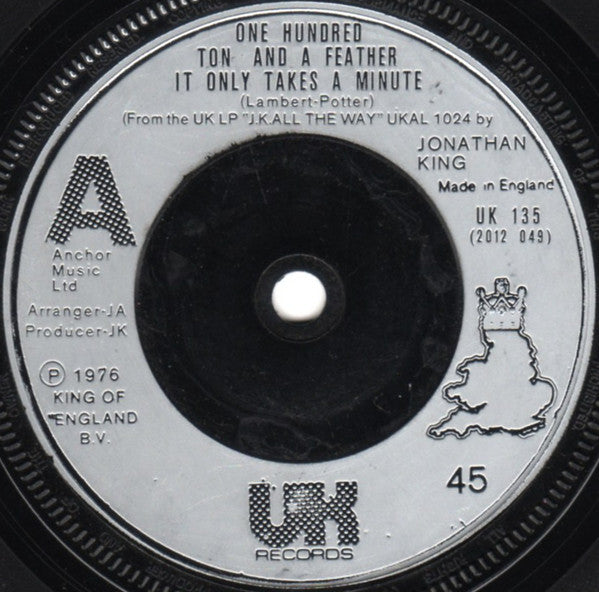 ONE HUNDRED
TON AND A FEATHER
IT ONLY TAKES A MINUTE
(Lambert-Potter)
(From the UK LP "J.K.ALL THE WAY" UKAL 1024 by
JONATHAN
KING
Made in England
UK 135
(2012 049)
A
Anchor
Music
Ltd
Arranger-JA
Producer-JK
Ⓟ 1976
KING OF
"ENGLAND
B.V.
45
UK
RECORDS